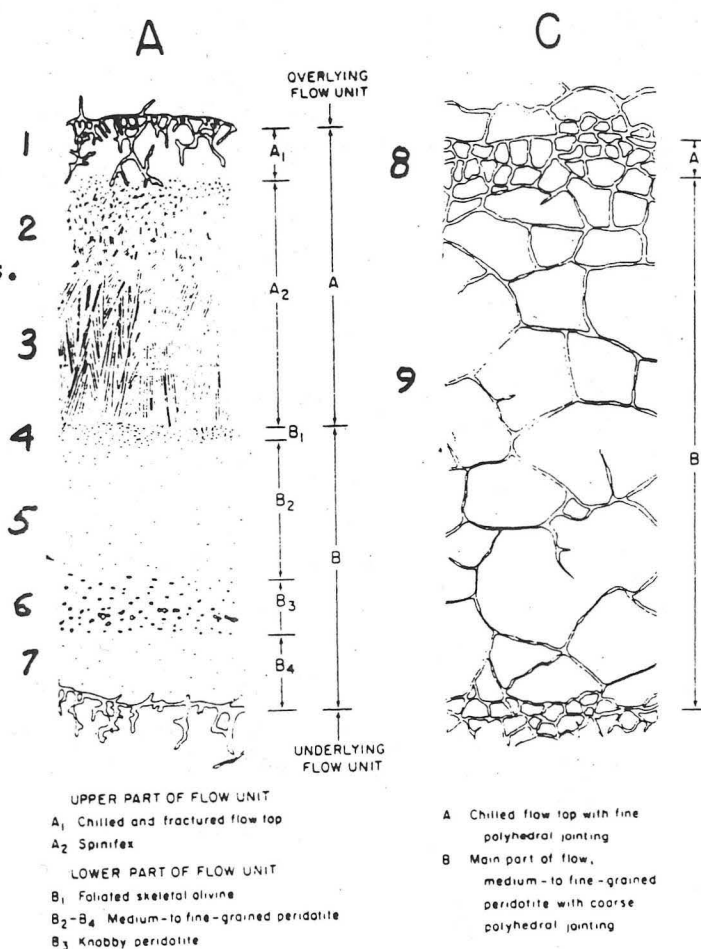 A
C
OVERLYING
FLOW UNIT
1
A₁
A
8
2
s.
A₂
A
3
9
4
B₁
B
5
B₂
B
6
B₃
7
B₄
UNDERLYING
FLOW UNIT
UPPER PART OF FLOW UNIT
A₁ Chilled and fractured flow top
A₂ Spinifex
LOWER PART OF FLOW UNIT
B₁ Foliated skeletal olivine
B₂-B₄ Medium-to fine-grained peridotite
B₃ Knobby peridotite
A Chilled flow top with fine
polyhedral jointing
B Main part of flow,
medium-to fine-grained
peridotite with coarse
polyhedral jointing